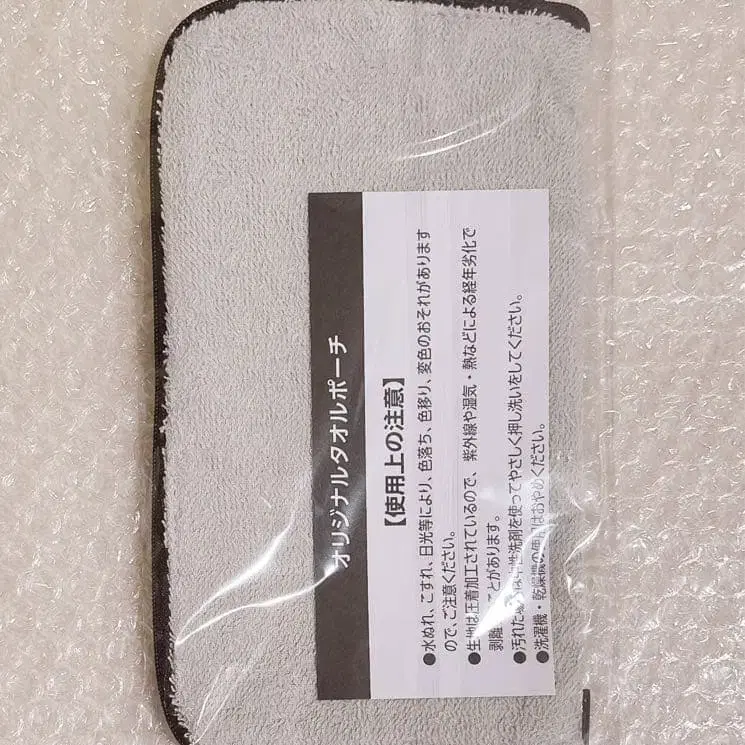 オリジナルタオルポーチ
【使用上の注意】
●水ぬれ、こすれ、日光等により、色落ち、色移り、変色のおそれがあります
ので、ご注意ください。
●生地は圧着加工されているので、紫外線や湿気・熱などによる経年劣化で
剥離 ことがあります。
●汚れた 中性洗剤を使ってやさしく押し洗いをしてください。
●洗濯機・乾燥機の使用はおやめください。